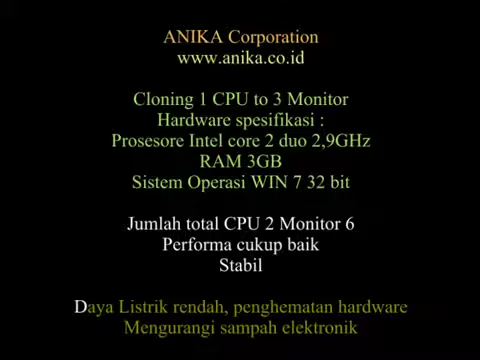 ANIKA Corporation
www.anika.co.id
Cloning 1 CPU to 3 Monitor
Hardware spesifikasi :
Prosesore Intel core 2 duo 2,9GHz
RAM 3GB
Sistem Operasi WIN 7 32 bit
Jumlah total CPU 2 Monitor 6
Performa cukup baik
Stabil
Daya Listrik rendah, penghematan hardware
Mengurangi sampah elektronik